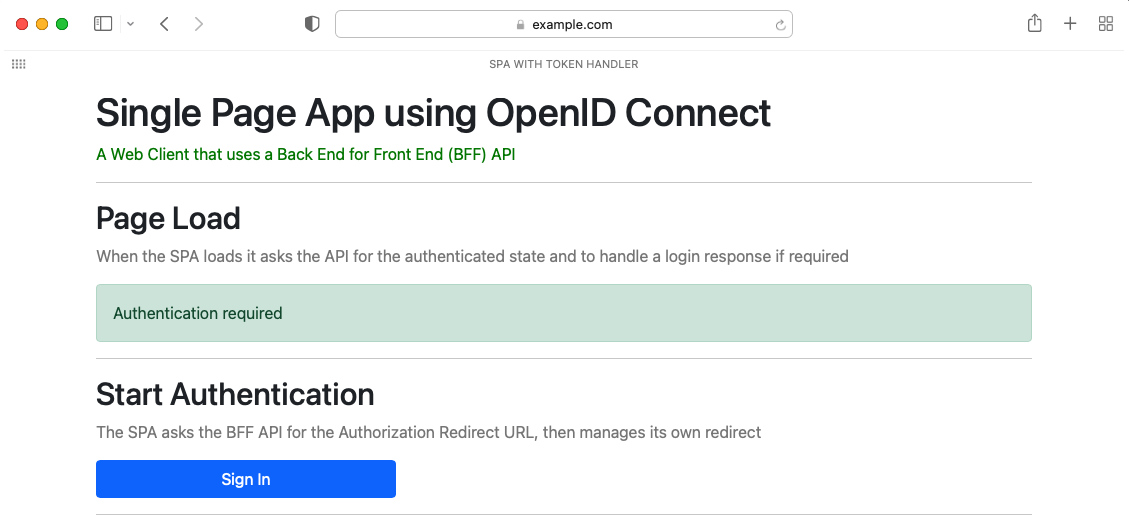 example.com
SPA WITH TOKEN HANDLER
Single Page App using OpenID Connect
A Web Client that uses a Back End for Front End (BFF) API
Page Load
When the SPA loads it asks the API for the authenticated state and to handle a login response if required
Authentication required
Start Authentication
The SPA asks the BFF API for the Authorization Redirect URL, then manages its own redirect
Sign In